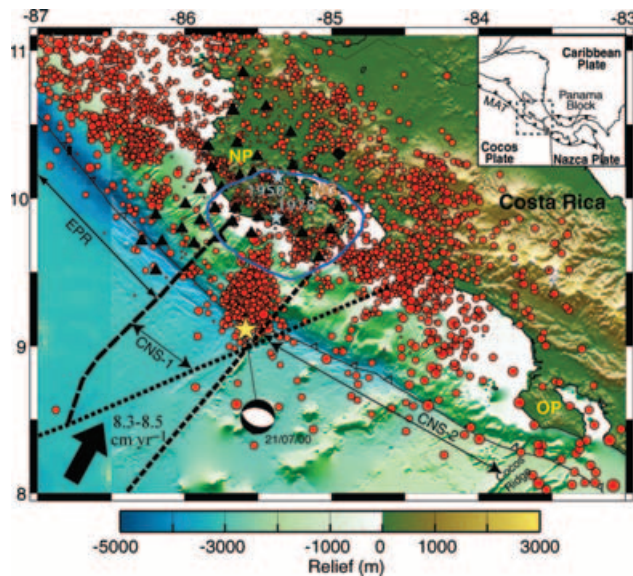 -87 -86 -85 -84 -83
11
10
9
8
Caribbean
Plate
Panama
Block
MAT
Cocos
Plate
Nazca Plate
NP
1950
1978
Costa Rica
EPR
CNS-1
8.3-8.5
cm yr⁻¹
21/07/00
CNS-2
OP
Cocos
Ridge
-5000 -3000 -1000 0 1000 3000
Relief (m)